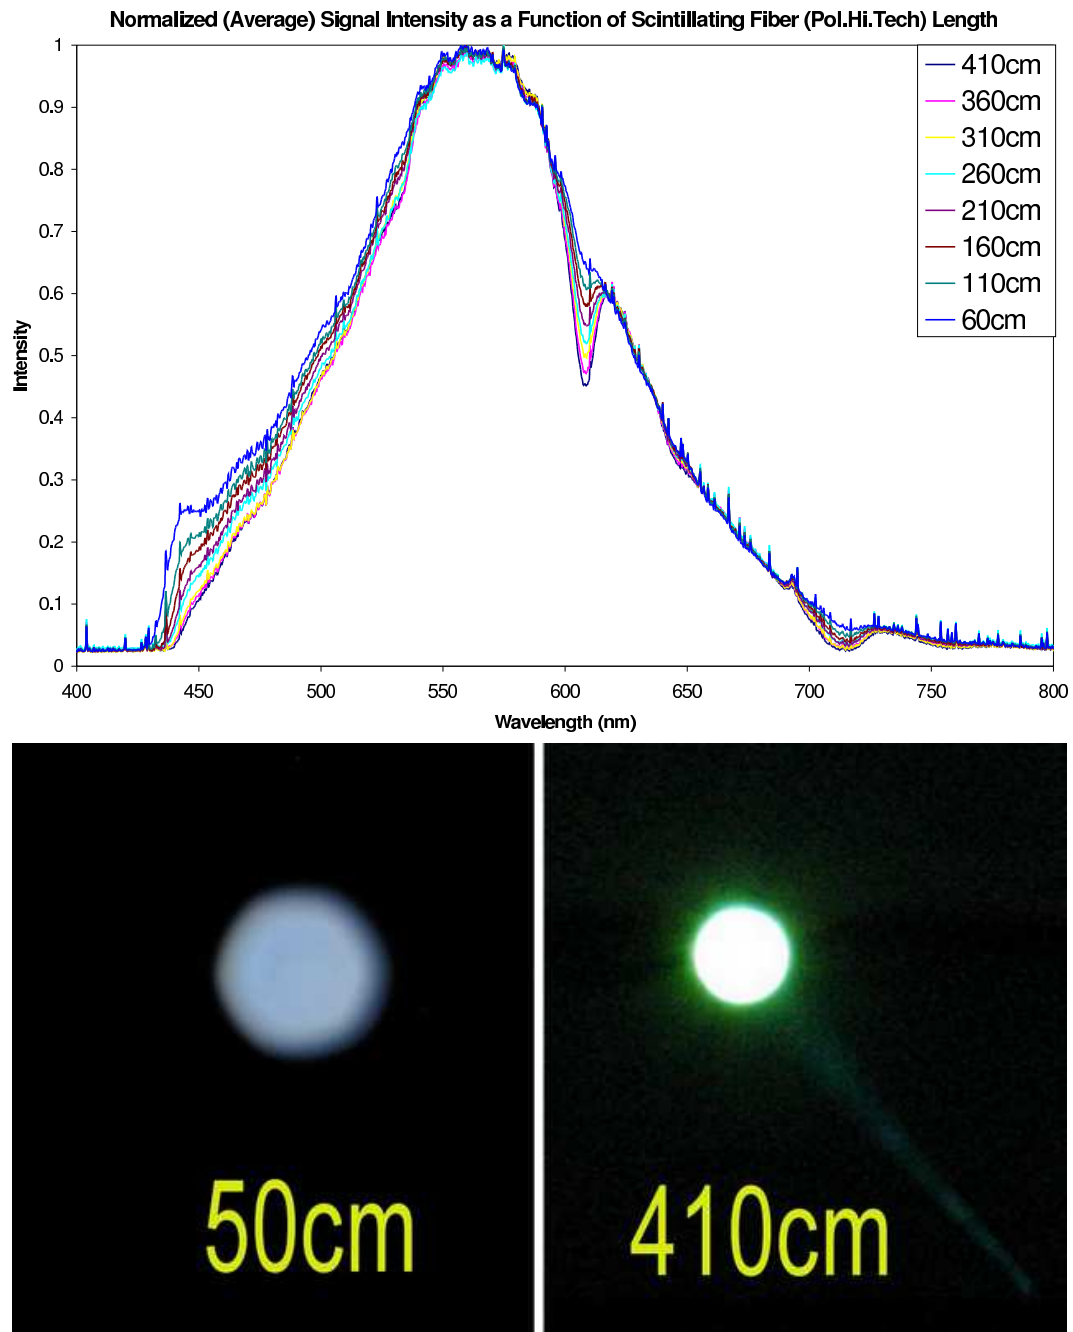 Normalized (Average) Signal Intensity as a Function of Scintillating Fiber (Pol.Hi.Tech) Length
1
0.9
0.8
0.7
0.6
0.5
0.4
0.3
0.2
0.1
0
Intensity
400 450 500 550 600 650 700 750 800
Wavelength (nm)
410cm
360cm
310cm
260cm
210cm
160cm
110cm
60cm
50cm
410cm